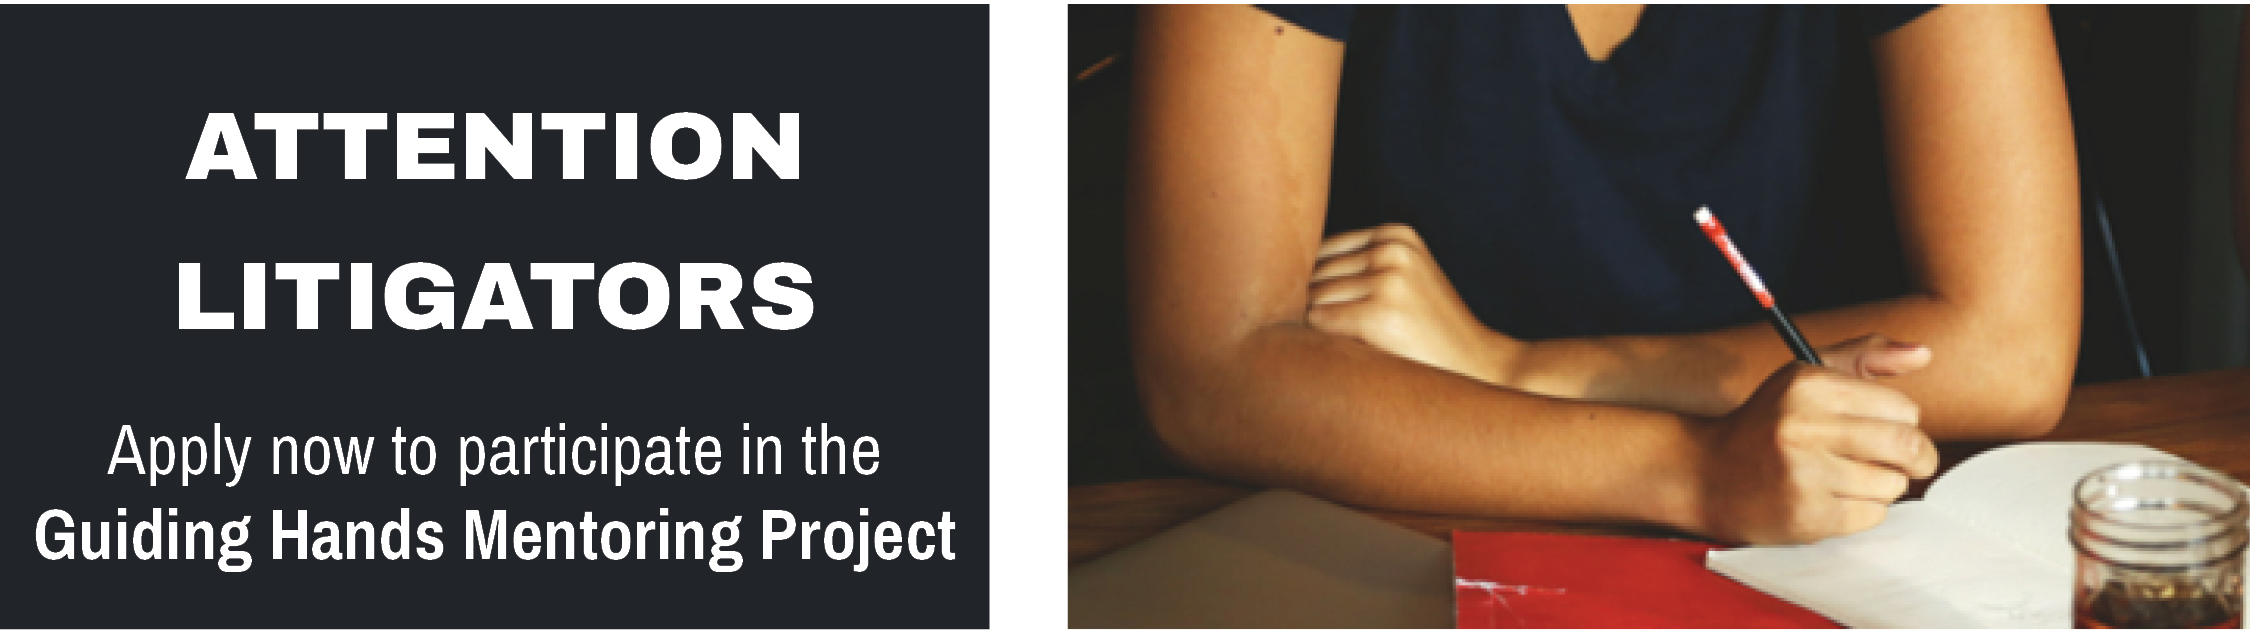 ATTENTION
LITIGATORS
Apply now to participate in the
Guiding Hands Mentoring Project